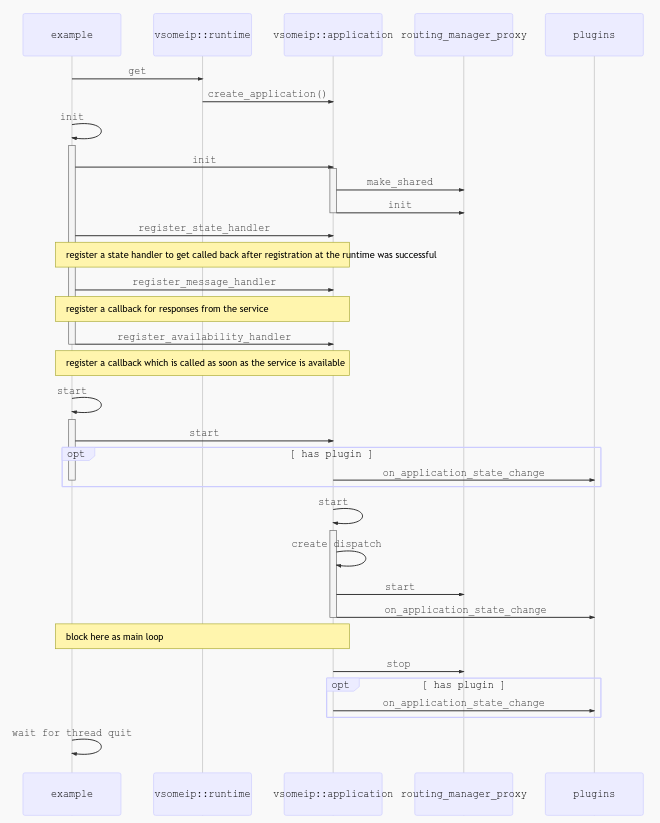 example
vsomeip::runtime
vsomeip::application
routing_manager_proxy
plugins
get
create_application()
init
init
make_shared
init
register_state_handler
register a state handler to get called back after registration at the runtime was successful
register_message_handler
register a callback for responses from the service
register_availability_handler
register a callback which is called as soon as the service is available
start
start
opt
[ has plugin ]
on_application_state_change
start
create dispatch
start
on_application_state_change
block here as main loop
stop
opt
[ has plugin ]
on_application_state_change
wait for thread quit
example
vsomeip::runtime
vsomeip::application
routing_manager_proxy
plugins